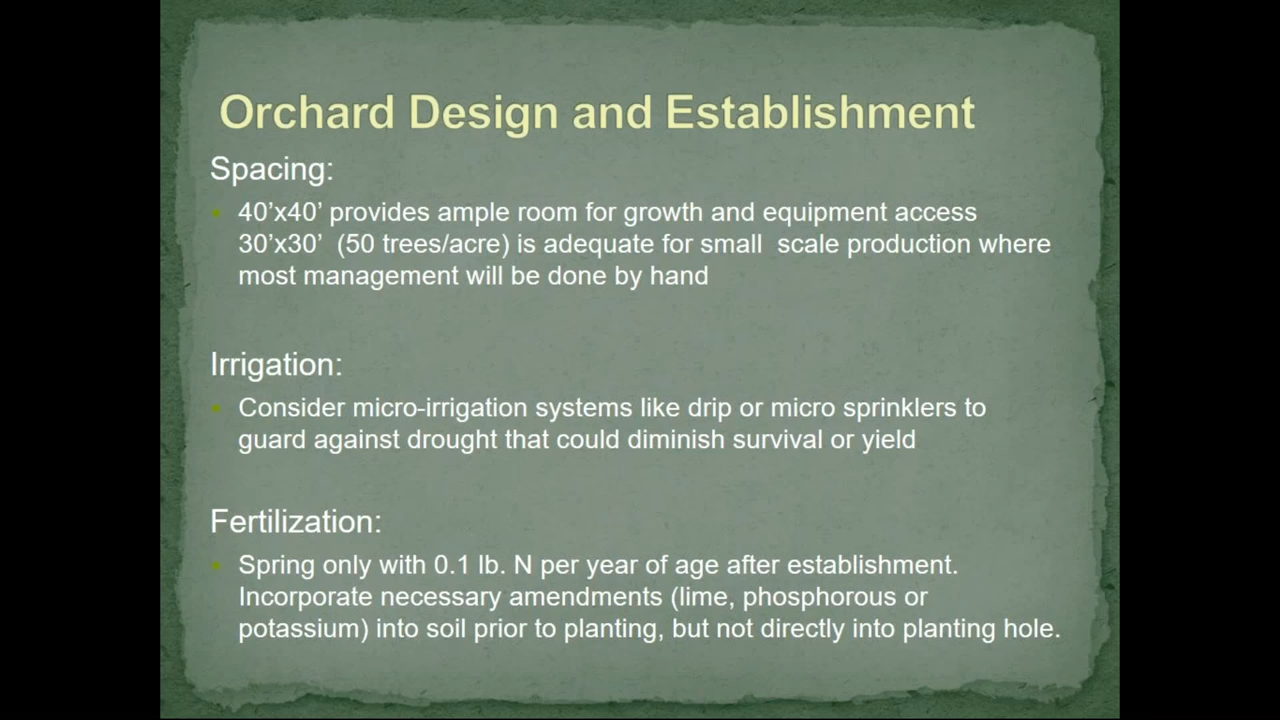 Orchard Design and Establishment
Spacing:
40’x40’ provides ample room for growth and equipment access
30’x30’  (50 trees/acre) is adequate for small  scale production where
most management will be done by hand
Irrigation:
Consider micro-irrigation systems like drip or micro sprinklers to
guard against drought that could diminish survival or yield
Fertilization:
Spring only with 0.1 lb. N per year of age after establishment.
Incorporate necessary amendments (lime, phosphorous or
potassium) into soil prior to planting, but not directly into planting hole.